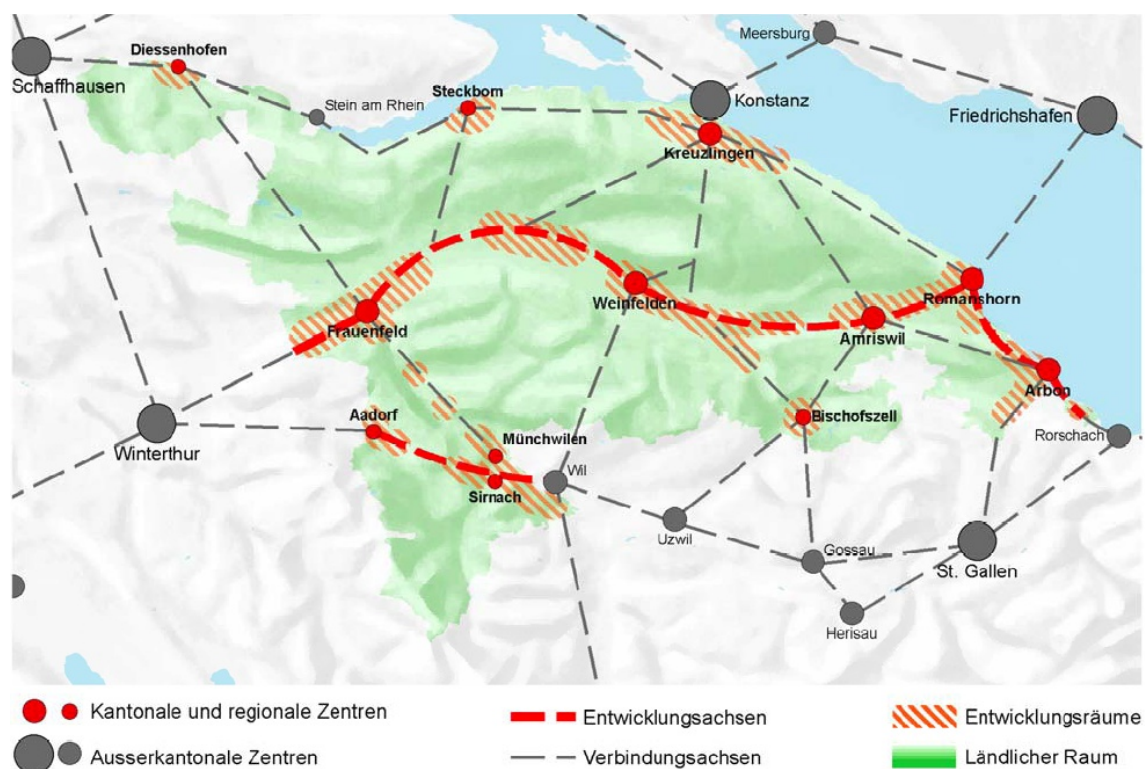 Meersburg
Diessenhofen
Schaffhausen
Steckborn
Stein am Rhein
Konstanz
Friedrichshafen
Kreuzlingen
Weinfelden
Romanshorn
Frauenfeld
Amriswil
Arbon
Aadorf
Bischofszell
Rorschach
Münchwilen
Winterthur
Wil
Sirnach
Uzwil
Gossau
St. Gallen
Herisau
Kantonale und regionale Zentren
Entwicklungsachsen
Entwicklungsräume
Ausserkantonale Zentren
Verbindungsachsen
Ländlicher Raum